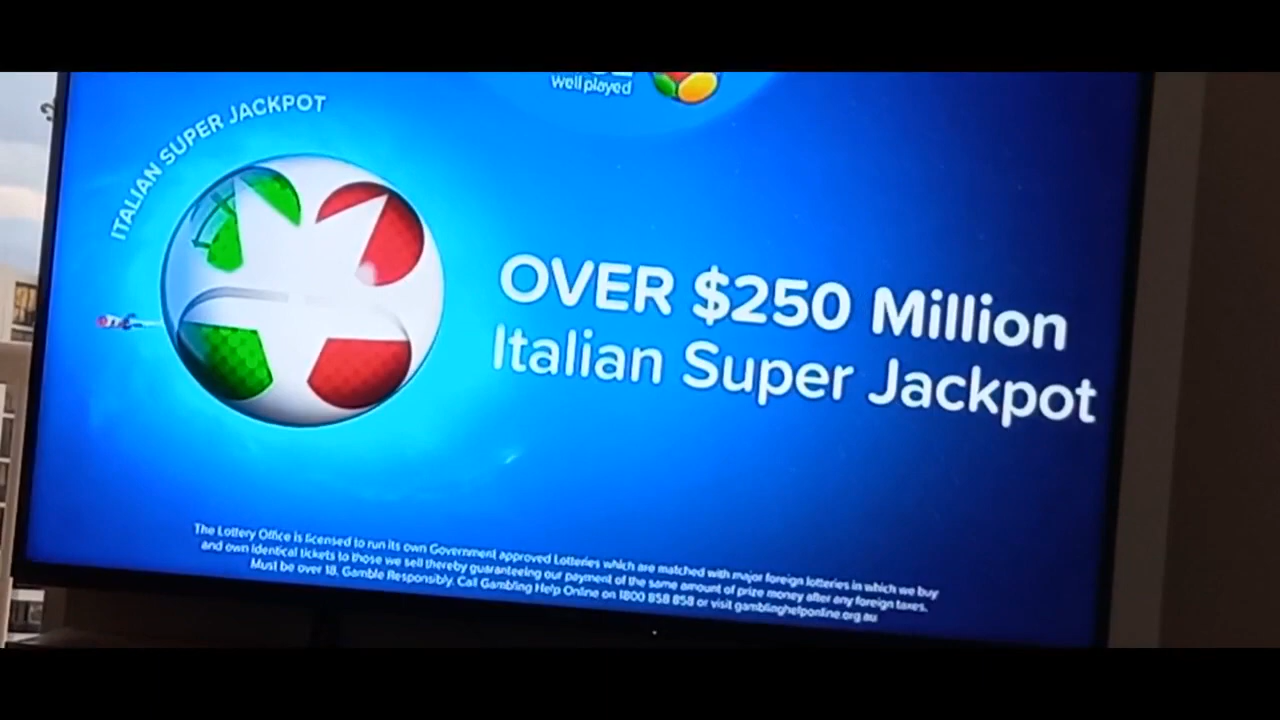 Well played
ITALIAN SUPER JACKPOT
OVER $250 Million
Italian Super Jackpot
The Lottery Office is licensed to run its own Government approved Lotteries which are matched with major foreign lotteries in which we buy
and own identical tickets to those we sell thereby guaranteeing our payment of the same amount of prize money after any foreign taxes.
Must be over 18. Gamble Responsibly. Call Gambling Help Online on 1800 858 858 or visit gamblinghelponline.org.au